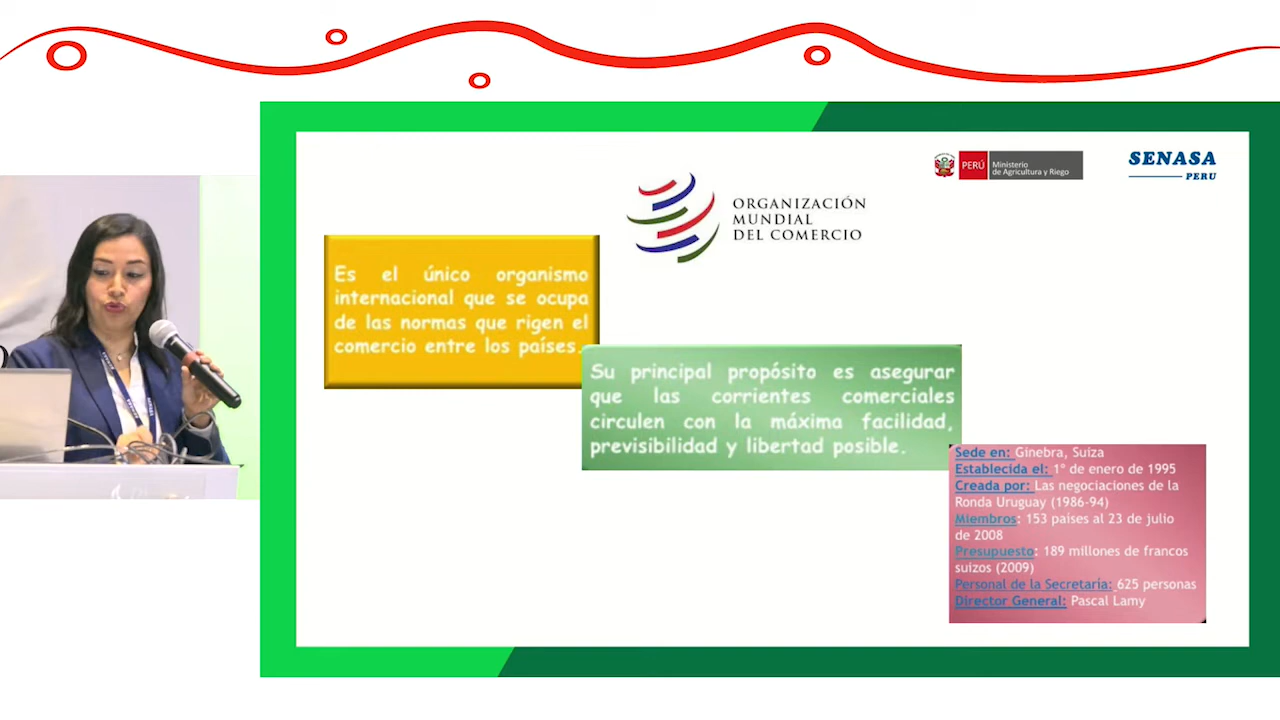 PERÚ
Ministerio
de Agricultura y Riego
SENASA
PERU
ORGANIZACIÓN
MUNDIAL
DEL COMERCIO
Es el único organismo
internacional que se ocupa
de las normas que rigen el
comercio entre los países.
Su principal propósito es asegurar
que las corrientes comerciales
circulen con la máxima facilidad,
previsibilidad y libertad posible.
Sede en: Ginebra, Suiza
Establecida el: 1º de enero de 1995
Creada por: Las negociaciones de la
Ronda Uruguay (1986-94)
Miembros: 153 países al 23 de julio
de 2008
Presupuesto: 189 millones de francos
suizos (2009)
Personal de la Secretaría: 625 personas
Director General: Pascal Lamy